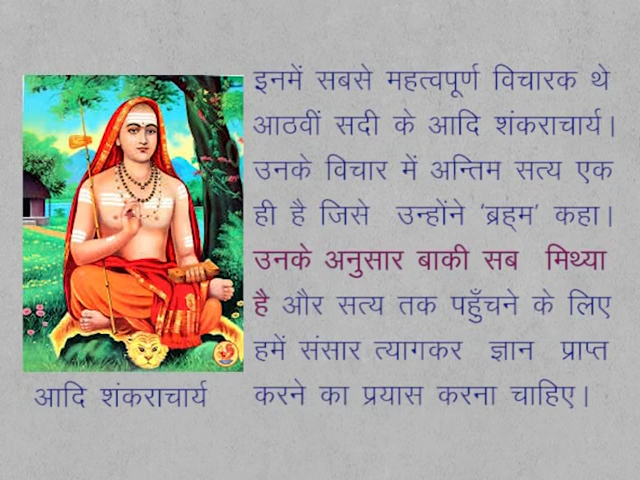 इनमें सबसे महत्वपूर्ण विचारक थे
आठवीं सदी के आदि शंकराचार्य।
उनके विचार में अन्तिम सत्य एक
ही है जिसे उन्होंने ‘ब्रह्म’ कहा।
उनके अनुसार बाकी सब मिथ्या
है और सत्य तक पहुँचने के लिए
हमें संसार त्यागकर ज्ञान प्राप्त
करने का प्रयास करना चाहिए।
आदि शंकराचार्य